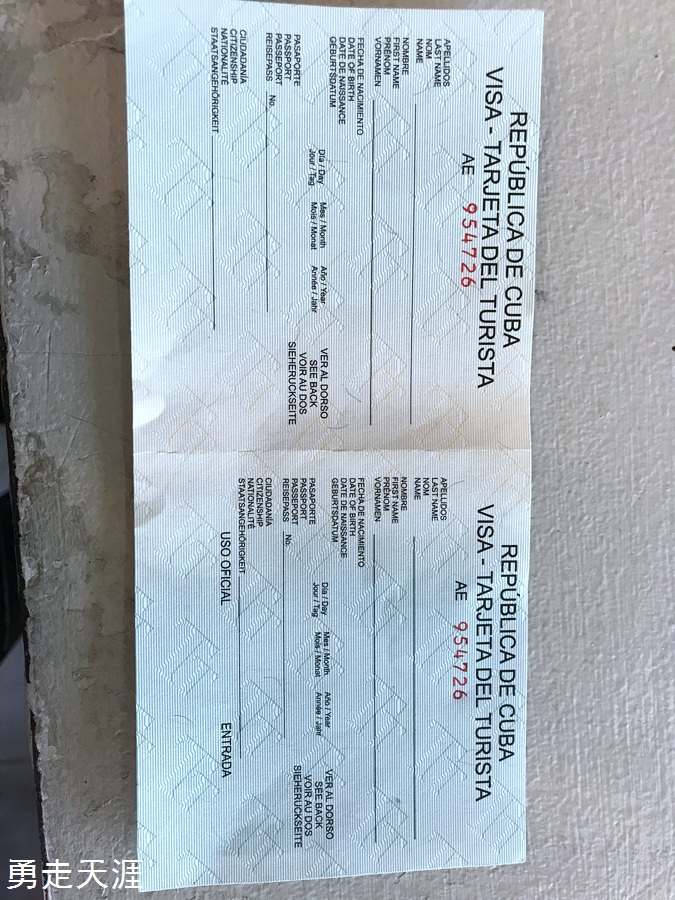 REPÚBLICA DE CUBA
VISA - TARJETA DEL TURISTA
AE 954726
APELLIDOS
LAST NAME
NOM
NAME
NOMBRE
FIRST NAME
PRÉNOM
VORNAMEN
FECHA DE NACIMIENTO
DATE OF BIRTH
DATE DE NAISSANCE
GEBURTSDATUM
Día / Day Mes / Month Año / Year
Jour / Tag Mois / Monat Année / Jahr
PASAPORTE
PASSPORT
PASSEPORT
REISEPASS No.
VER AL DORSO
SEE BACK
VOIR AU DOS
SIEHERUCKSEITE
CIUDADANÍA
CITIZENSHIP
NATIONALITÉ
STAATSANGEHÖRIGKEIT
REPÚBLICA DE CUBA
VISA - TARJETA DEL TURISTA
AE 954726
APELLIDOS
LAST NAME
NOM
NAME
NOMBRE
FIRST NAME
PRÉNOM
VORNAMEN
FECHA DE NACIMIENTO
DATE OF BIRTH
DATE DE NAISSANCE
GEBURTSDATUM
Día / Day Mes / Month Año / Year
Jour / Tag Mois / Monat Année / Jahr
PASAPORTE
PASSPORT
PASSEPORT
REISEPASS No.
VER AL DORSO
SEE BACK
VOIR AU DOS
SIEHERUCKSEITE
CIUDADANÍA
CITIZENSHIP
NATIONALITÉ
STAATSANGEHÖRIGKEIT
USO OFICIAL ENTRADA
勇走天涯